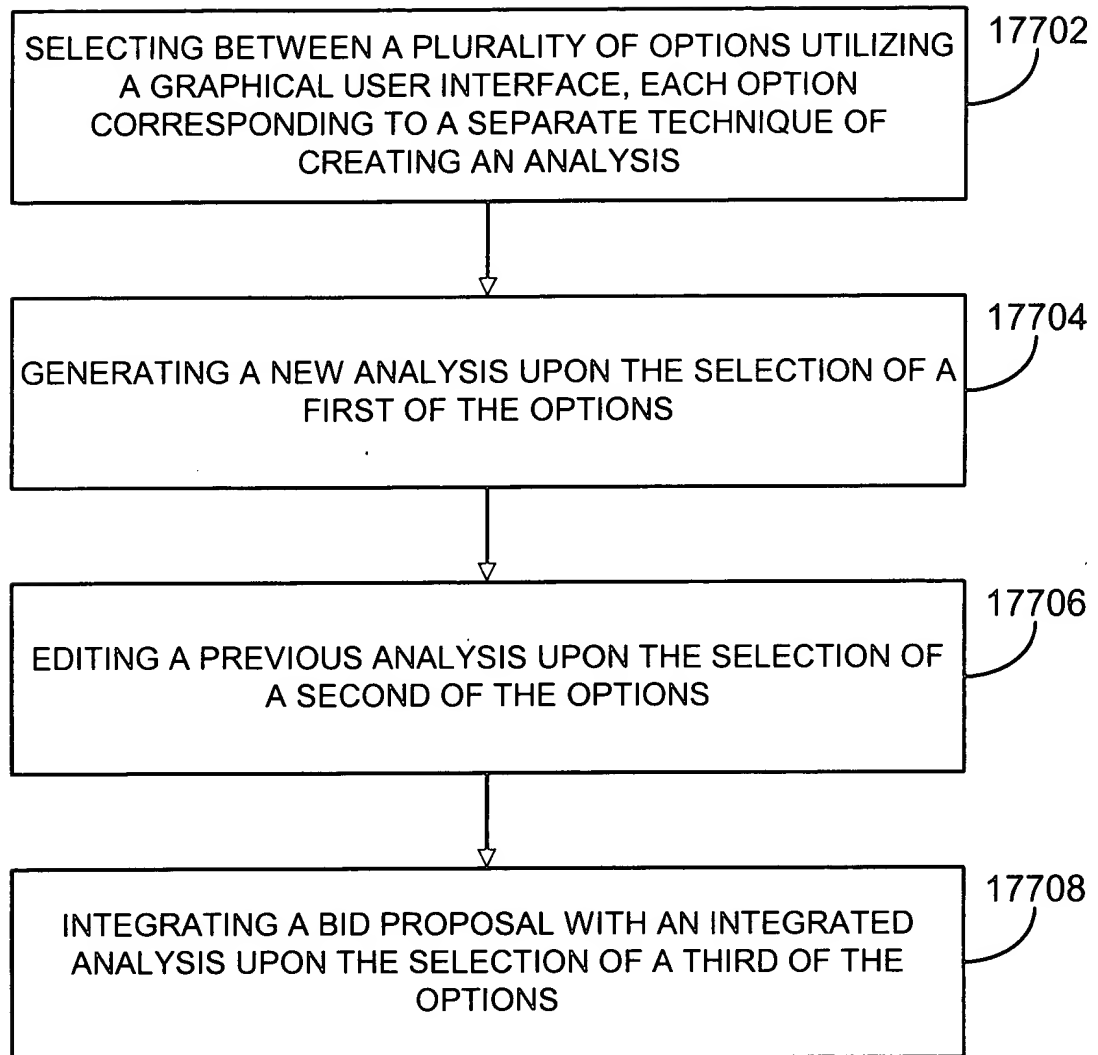 17702
SELECTING BETWEEN A PLURALITY OF OPTIONS UTILIZING
A GRAPHICAL USER INTERFACE, EACH OPTION
CORRESPONDING TO A SEPARATE TECHNIQUE OF
CREATING AN ANALYSIS
17704
GENERATING A NEW ANALYSIS UPON THE SELECTION OF A
FIRST OF THE OPTIONS
17706
EDITING A PREVIOUS ANALYSIS UPON THE SELECTION OF
A SECOND OF THE OPTIONS
17708
INTEGRATING A BID PROPOSAL WITH AN INTEGRATED
ANALYSIS UPON THE SELECTION OF A THIRD OF THE
OPTIONS